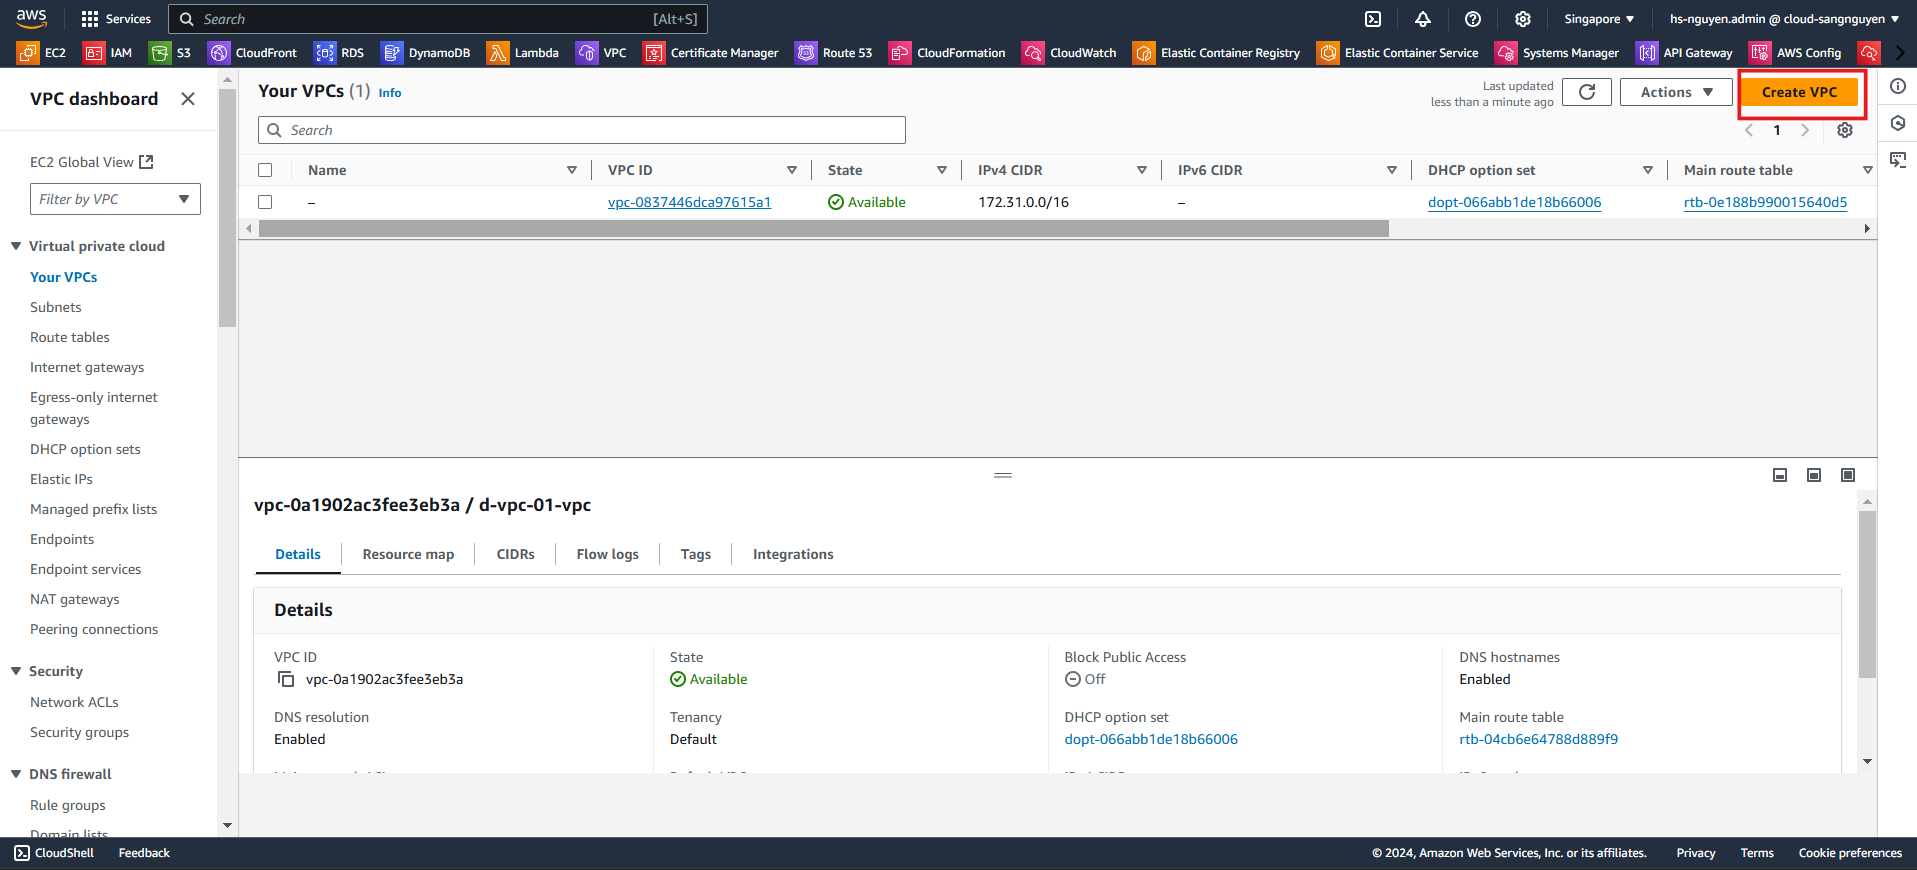 aws
Services
Search
[Alt+S]
Singapore
hs-nguyen.admin @ cloud-sangnguyen
EC2
IAM
S3
CloudFront
RDS
DynamoDB
Lambda
VPC
Certificate Manager
Route 53
CloudFormation
CloudWatch
Elastic Container Registry
Elastic Container Service
Systems Manager
API Gateway
AWS Config
VPC dashboard
EC2 Global View
Filter by VPC
Virtual private cloud
Your VPCs
Subnets
Route tables
Internet gateways
Egress-only internet
gateways
DHCP option sets
Elastic IPs
Managed prefix lists
Endpoints
Endpoint services
NAT gateways
Peering connections
Security
Network ACLs
Security groups
DNS firewall
Rule groups
Domain lists
Your VPCs (1) Info
Last updated
less than a minute ago
Actions
Create VPC
Search
1
Name
VPC ID
State
IPv4 CIDR
IPv6 CIDR
DHCP option set
Main route table
–
vpc-0837446dca97615a1
Available
172.31.0.0/16
–
dopt-066abb1de18b66006
rtb-0e188b990015640d5
vpc-0a1902ac3fee3eb3a / d-vpc-01-vpc
Details
Resource map
CIDRs
Flow logs
Tags
Integrations
Details
VPC ID
vpc-0a1902ac3fee3eb3a
State
Available
Block Public Access
Off
DNS hostnames
Enabled
DNS resolution
Enabled
Tenancy
Default
DHCP option set
dopt-066abb1de18b66006
Main route table
rtb-04cb6e64788d889f9
CloudShell
Feedback
© 2024, Amazon Web Services, Inc. or its affiliates.
Privacy
Terms
Cookie preferences